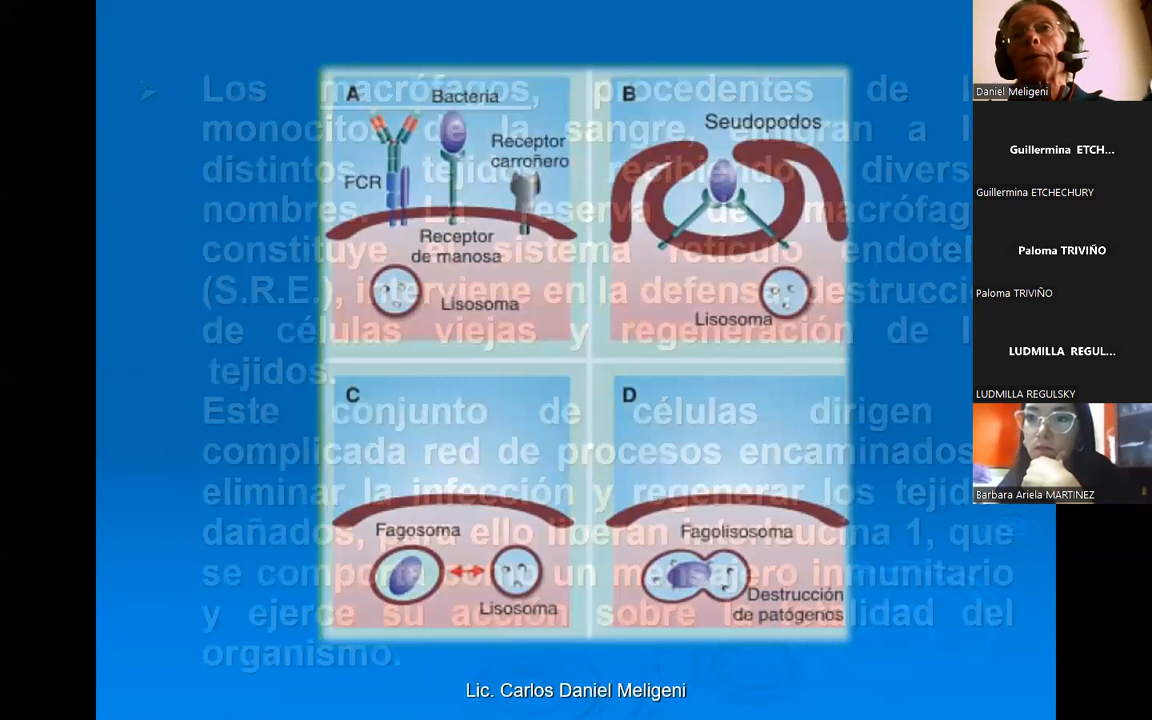 Los macrófagos, procedentes de
monocitos de la sangre, emigran a
distintos tejidos recibiendo
nombres. La reserva de
constituye el sistema retículo
(S.R.E.), interviene en la defensa,
de células viejas y regeneración de
tejidos.
Este conjunto de células dirigen
complicada red de procesos encaminados
eliminar la infección y regenerar los
dañados, para ello liberan interleucina 1, que
se comporta como un mensajero inmunitario
y ejerce su acción sobre la totalidad del
organismo.
A
Bacteria
Receptor
carroñero
FCR
Receptor
de manosa
Lisosoma
B
Seudopodos
Lisosoma
C
Fagosoma
Lisosoma
D
Fagolisosoma
Destrucción
de patógenos
Lic. Carlos Daniel Meligeni
Daniel Meligeni
Guillermina ETCH...
Guillermina ETCHECHURY
Paloma TRIVIÑO
Paloma TRIVIÑO
LUDMILLA REGUL...
LUDMILLA REGULSKY
Barbara Ariela MARTINEZ